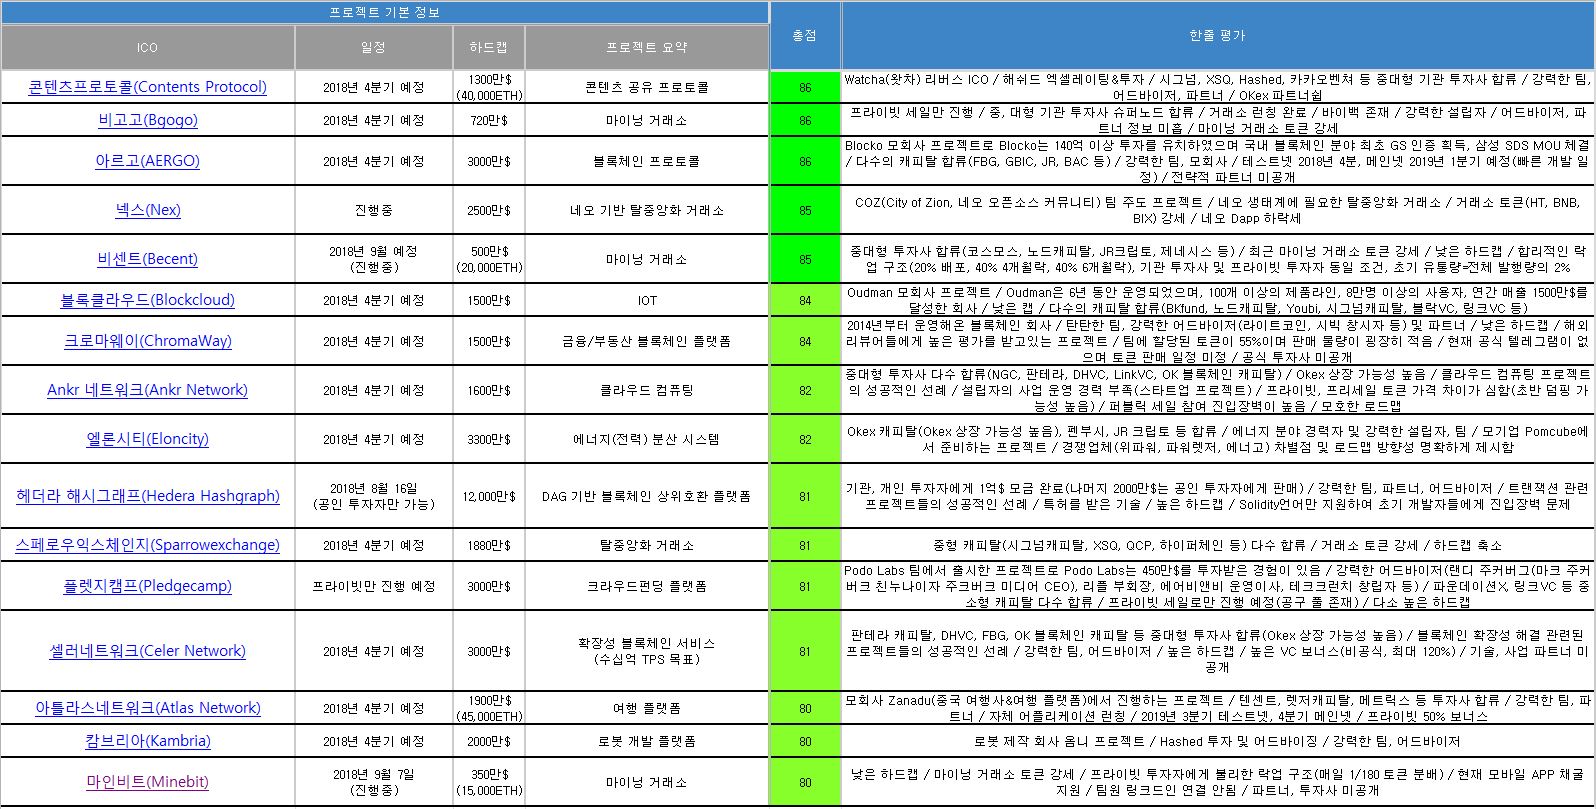 프로젝트 기본 정보
총점
한줄 평가
ICO
일정
하드캡
프로젝트 요약
콘텐츠프로토콜(Contents Protocol)
2018년 4분기 예정
1300만$
(40,000ETH)
콘텐츠 공유 프로토콜
86
Watcha(왓차) 리버스 ICO / 해쉬드 엑셀레이팅&투자 / 시그넘, XSQ, Hashed, 카카오벤쳐 등 중대형 기관 투자사 합류 / 강력한 팀,
어드바이저, 파트너 / OKex 파트너쉽
비고고(Bgogo)
2018년 4분기 예정
720만$
마이닝 거래소
86
프라이빗 세일만 진행 / 중, 대형 기관 투자사 슈퍼노드 합류 / 거래소 런칭 완료 / 바이백 존재 / 강력한 설립자 / 어드바이저, 파
트너 정보 미흡 / 마이닝 거래소 토큰 강세
아르고(AERGO)
2018년 4분기 예정
3000만$
블록체인 프로토콜
86
Blocko 모회사 프로젝트로 Blocko는 140억 이상 투자를 유치하였으며 국내 블록체인 분야 최초 GS 인증 획득, 삼성 SDS MOU 체결
/ 다수의 캐피탈 합류(FBG, GBIC, JR, BAC 등) / 강력한 팀, 모회사 / 테스트넷 2018년 4분, 메인넷 2019년 1분기 예정(빠른 개발 일
정) / 전략적 파트너 미공개
넥스(Nex)
진행중
2500만$
네오 기반 탈중앙화 거래소
85
COZ(City of Zion, 네오 오픈소스 커뮤니티) 팀 주도 프로젝트 / 네오 생태계에 필요한 탈중앙화 거래소 / 거래소 토큰(HT, BNB,
BIX) 강세 / 네오 Dapp 하락세
비센트(Becent)
2018년 9월 예정
(진행중)
500만$
(20,000ETH)
마이닝 거래소
85
중대형 투자사 합류(코스모스, 노드캐피탈, JR크립토, 제네시스 등) / 최근 마이닝 거래소 토큰 강세 / 낮은 하드캡 / 합리적인 락
업 구조(20% 배포, 40% 4개월락, 40% 6개월락), 기관 투자사 및 프라이빗 투자자 동일 조건, 초기 유통량=전체 발행량의 2%
블록클라우드(Blockcloud)
2018년 4분기 예정
1500만$
IOT
84
Oudman 모회사 프로젝트 / Oudman은 6년 동안 운영되었으며, 100개 이상의 제품라인, 8만명 이상의 사용자, 연간 매출 1500만$를
달성한 회사 / 낮은 캡 / 다수의 캐피탈 합류(BKfund, 노드캐피탈, Youbi, 시그넘캐피탈, 블락VC, 링크VC 등)
크로마웨이(ChromaWay)
2018년 4분기 예정
1500만$
금융/부동산 블록체인 플랫폼
84
2014년부터 운영해온 블록체인 회사 / 탄탄한 팀, 강력한 어드바이저(라이트코인, 시빅 창시자 등) 및 파트너 / 낮은 하드캡 / 해외
리뷰어들에게 높은 평가를 받고있는 프로젝트 / 팀에 할당된 토큰이 55%이며 판매 물량이 굉장히 적음 / 현재 공식 텔레그램이 없
으며 토큰 판매 일정 미정 / 공식 투자사 미공개
Ankr 네트워크(Ankr Network)
2018년 4분기 예정
1600만$
클라우드 컴퓨팅
82
중대형 투자사 다수 합류(NGC, 판테라, DHVC, LinkVC, OK 블록체인 캐피탈) / Okex 상장 가능성 높음 / 클라우드 컴퓨팅 프로젝트
의 성공적인 선례 / 설립자의 사업 운영 경력 부족(스타트업 프로젝트) / 프라이빗, 프리세일 토큰 가격 차이가 심함(초반 덤핑 가
능성 높음) / 퍼블릭 세일 참여 진입장벽이 높음 / 모호한 로드맵
엘론시티(Eloncity)
2018년 4분기 예정
3300만$
에너지(전력) 분산 시스템
82
Okex 캐피탈(Okex 상장 가능성 높음), 펜부시, JR 크립토 등 합류 / 에너지 분야 경력자 및 강력한 설립자, 팀 / 모기업 Pomcube에
서 준비하는 프로젝트 / 경쟁업체(위파워, 파워렛저, 에너고) 차별점 및 로드맵 방향성 명확하게 제시함
헤더라 해시그래프(Hedera Hashgraph)
2018년 8월 16일
(공인 투자자만 가능)
12,000만$
DAG 기반 블록체인 상위호환 플랫폼
81
기관, 개인 투자자에게 1억$ 모금 완료(나머지 2000만$는 공인 투자자에게 판매) / 강력한 팀, 파트너, 어드바이저 / 트랜잭션 관련
프로젝트들의 성공적인 선례 / 특허를 받은 기술 / 높은 하드캡 / Solidity언어만 지원하여 초기 개발자들에게 진입장벽 문제
스페로우익스체인지(Sparrowexchange)
2018년 4분기 예정
1880만$
탈중앙화 거래소
81
중형 캐피탈(시그넘캐피탈, XSQ, QCP, 하이퍼체인 등) 다수 합류 / 거래소 토큰 강세 / 하드캡 축소
플렛지캠프(Pledgecamp)
프라이빗만 진행 예정
3000만$
크라우드펀딩 플랫폼
81
Podo Labs 팀에서 출시한 프로젝트로 Podo Labs는 450만$를 투자받은 경험이 있음 / 강력한 어드바이저(랜디 주커버그(마크 주커
버크 친누나이자 주크버크 미디어 CEO), 리플 부회장, 에어비앤비 운영이사, 테크크런치 창립자 등) / 파운데이션X, 링크VC 등 중
소형 캐피탈 다수 합류 / 프라이빗 세일로만 진행 예정(공구 풀 존재) / 다소 높은 하드캡
셀러네트워크(Celer Network)
2018년 4분기 예정
3000만$
확장성 블록체인 서비스
(수십억 TPS 목표)
81
판테라 캐피탈, DHVC, FBG, OK 블록체인 캐피탈 등 중대형 투자사 합류(Okex 상장 가능성 높음) / 블록체인 확장성 해결 관련된
프로젝트들의 성공적인 선례 / 강력한 팀, 어드바이저 / 높은 하드캡 / 높은 VC 보너스(비공식, 최대 120%) / 기술, 사업 파트너 미
공개
아틀라스네트워크(Atlas Network)
2018년 4분기 예정
1900만$
(45,000ETH)
여행 플랫폼
80
모회사 Zanadu(중국 여행사&여행 플랫폼)에서 진행하는 프로젝트 / 텐센트, 렛저캐피탈, 메트릭스 등 투자사 합류 / 강력한 팀, 파
트너 / 자체 어플리케이션 런칭 / 2019년 3분기 테스트넷, 4분기 메인넷 / 프라이빗 50% 보너스
캄브리아(Kambria)
2018년 4분기 예정
2000만$
로봇 개발 플랫폼
80
로봇 제작 회사 옴니 프로젝트 / Hashed 투자 및 어드바이징 / 강력한 팀, 어드바이저
마인비트(Minebit)
2018년 9월 7일
(진행중)
350만$
(15,000ETH)
마이닝 거래소
80
낮은 하드캡 / 마이닝 거래소 토큰 강세 / 프라이빗 투자자에게 불리한 락업 구조(매일 1/180 토큰 분배) / 현재 모바일 APP 채굴
지원 / 팀원 링크드인 연결 안됨 / 파트너, 투자사 미공개